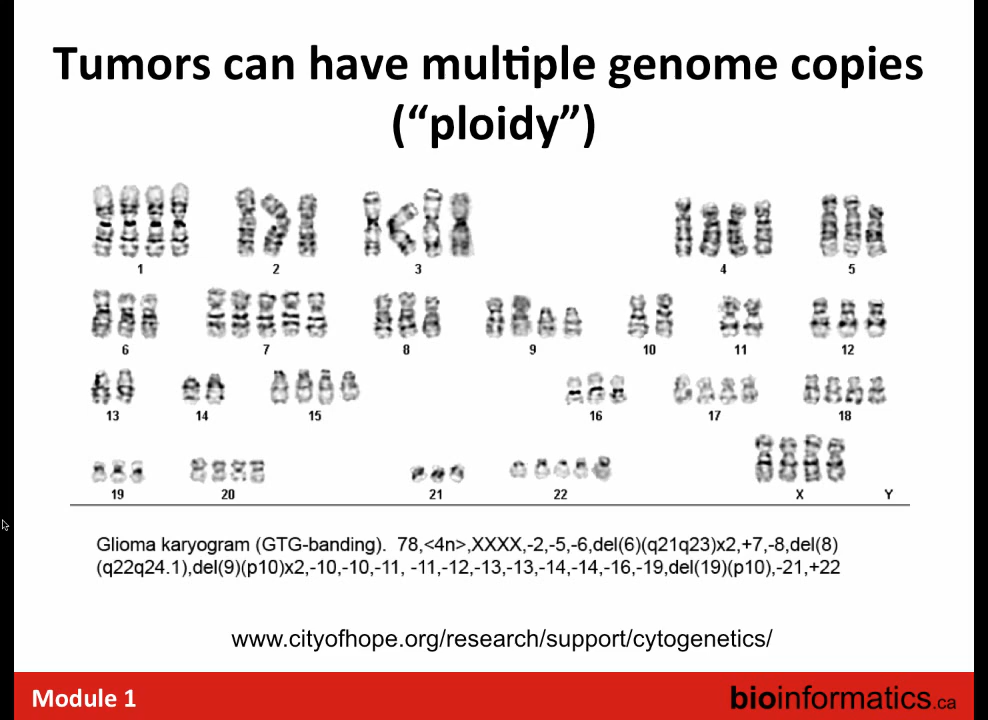 Tumors can have multiple genome copies
(“ploidy”)
1 2 3 4 5
6 7 8 9 10 11 12
13 14 15 16 17 18
19 20 21 22 X Y
Glioma karyogram (GTG-banding).  78,<4n>,XXXX,-2,-5,-6,del(6)(q21q23)x2,+7,-8,del(8)
(q22q24.1),del(9)(p10)x2,-10,-10,-11, -11,-12,-13,-13,-14,-14,-16,-19,del(19)(p10),-21,+22
www.cityofhope.org/research/support/cytogenetics/
Module 1
bioinformatics.ca